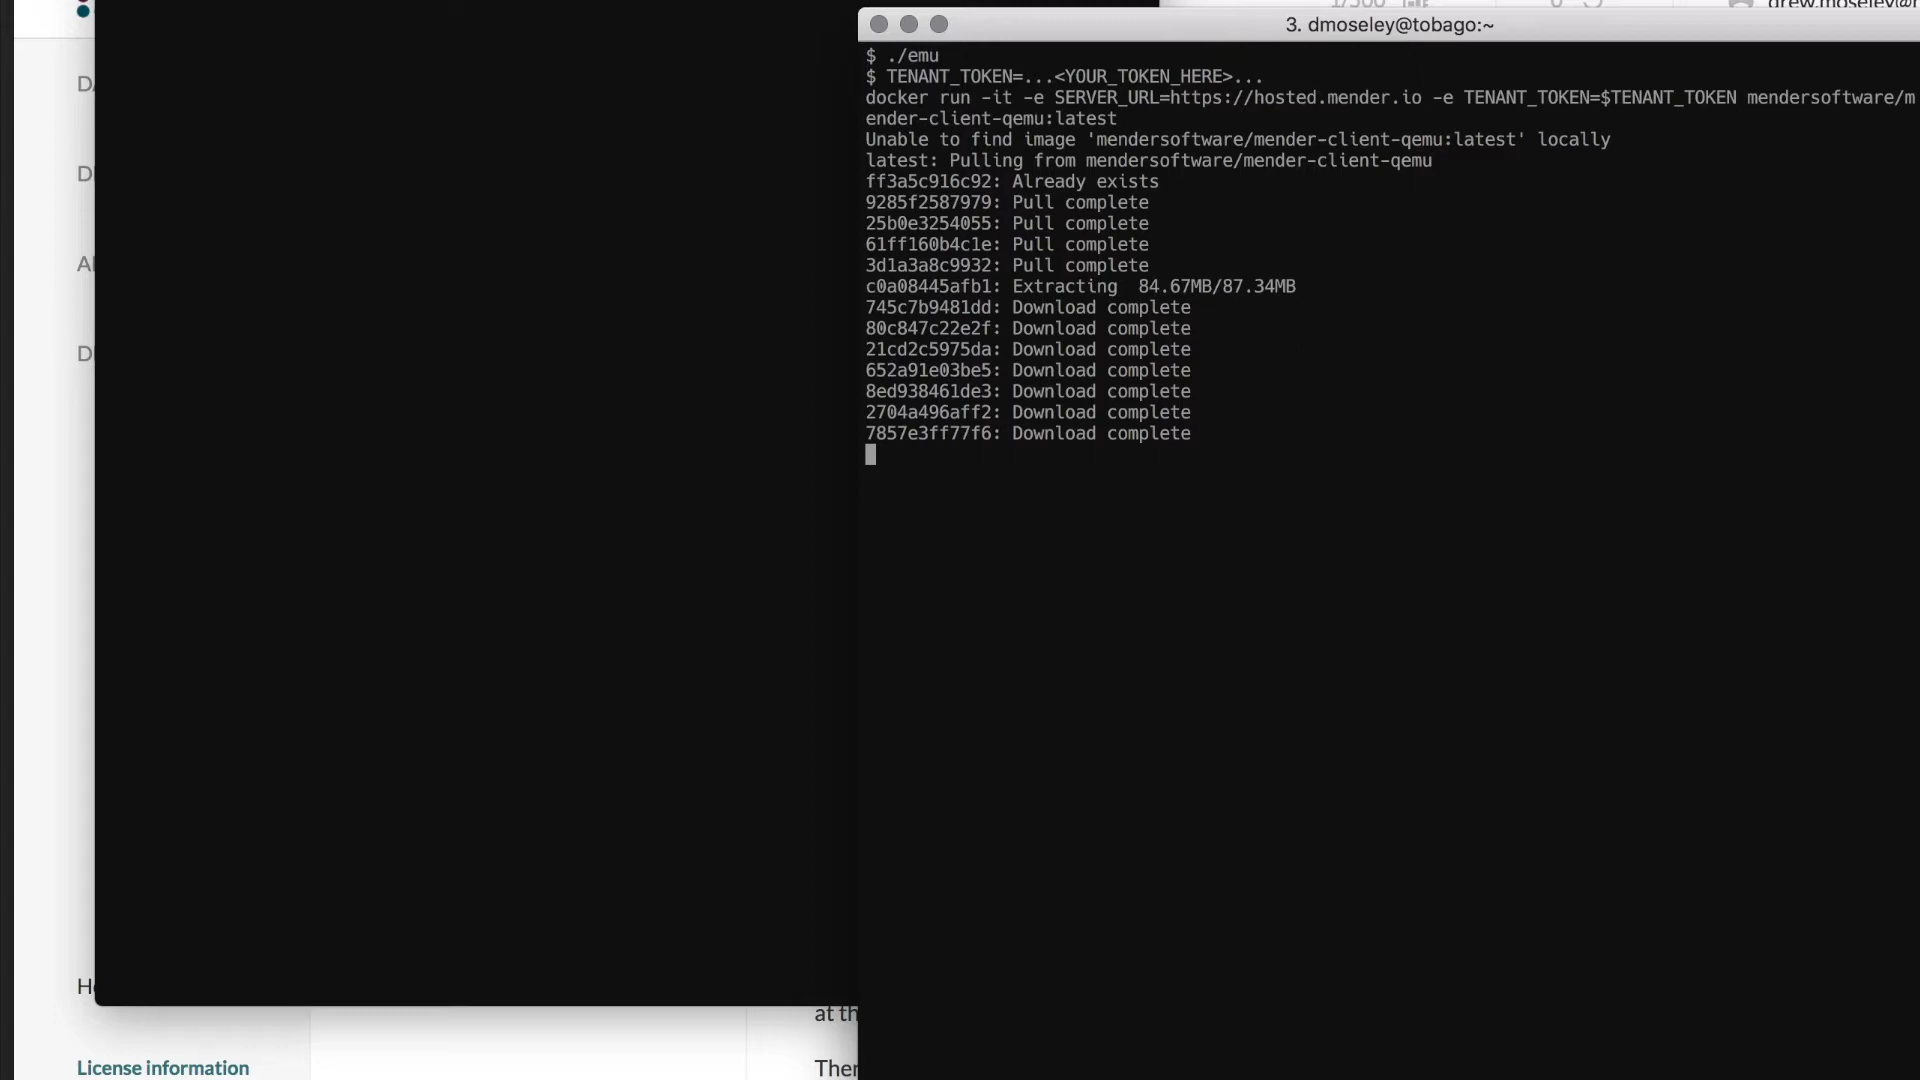 3. dmoseley@tobago:~
$ ./emu
$ TENANT_TOKEN=...<YOUR_TOKEN_HERE>...
docker run -it -e SERVER_URL=https://hosted.mender.io -e TENANT_TOKEN=$TENANT_TOKEN mendersoftware/m
ender-client-qemu:latest
Unable to find image 'mendersoftware/mender-client-qemu:latest' locally
latest: Pulling from mendersoftware/mender-client-qemu
ff3a5c916c92: Already exists
9285f2587979: Pull complete
25b0e3254055: Pull complete
61ff160b4c1e: Pull complete
3d1a3a8c9932: Pull complete
c0a08445afb1: Extracting  84.67MB/87.34MB
745c7b9481dd: Download complete
80c847c22e2f: Download complete
21cd2c5975da: Download complete
652a91e03be5: Download complete
8ed938461de3: Download complete
2704a496aff2: Download complete
7857e3ff77f6: Download complete
at th
License information